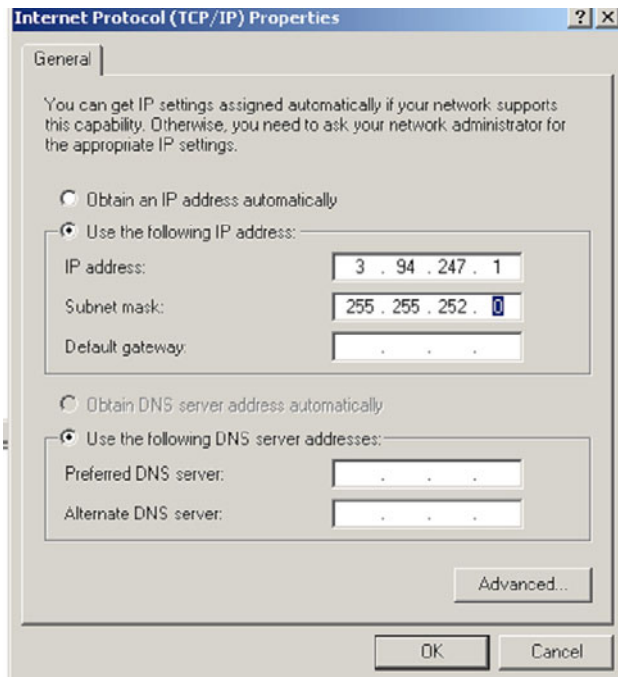 Internet Protocol (TCP/IP) Properties
General
You can get IP settings assigned automatically if your network supports
this capability. Otherwise, you need to ask your network administrator for
the appropriate IP settings.
Obtain an IP address automatically
Use the following IP address:
IP address: 3 . 94 . 247 . 1
Subnet mask: 255 . 255 . 252 . 0
Default gateway: . . .
Obtain DNS server address automatically
Use the following DNS server addresses:
Preferred DNS server: . . .
Alternate DNS server: . . .
Advanced...
OK Cancel